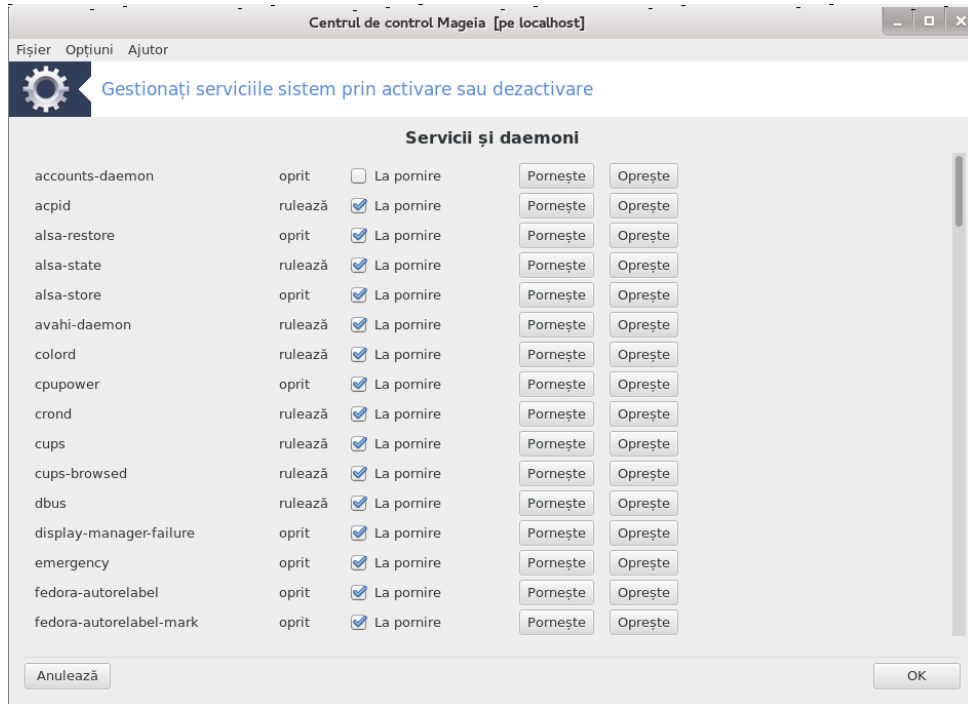 Centrul de control Mageia [pe localhost]
Fișier Opțiuni Ajutor
Gestionați serviciile sistem prin activare sau dezactivare
Servicii și daemoni
accounts-daemon oprit La pornire Pornește Oprește
acpid rulează La pornire Pornește Oprește
alsa-restore oprit La pornire Pornește Oprește
alsa-state rulează La pornire Pornește Oprește
alsa-store oprit La pornire Pornește Oprește
avahi-daemon rulează La pornire Pornește Oprește
colord rulează La pornire Pornește Oprește
cpupower oprit La pornire Pornește Oprește
crond rulează La pornire Pornește Oprește
cups rulează La pornire Pornește Oprește
cups-browsed rulează La pornire Pornește Oprește
dbus rulează La pornire Pornește Oprește
display-manager-failure oprit La pornire Pornește Oprește
emergency oprit La pornire Pornește Oprește
fedora-autorelabel oprit La pornire Pornește Oprește
fedora-autorelabel-mark oprit La pornire Pornește Oprește
Anulează OK